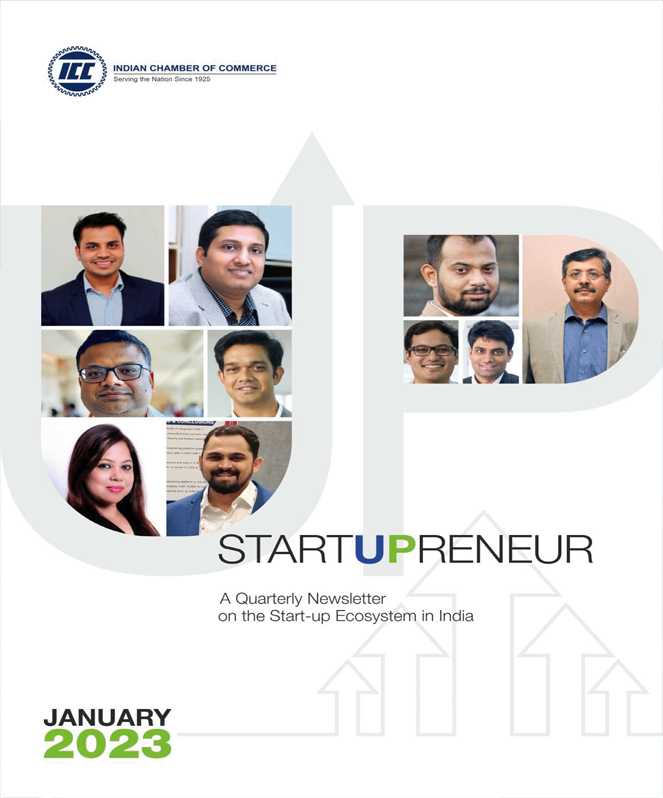 ICC
INDIAN CHAMBER OF COMMERCE
Serving the Nation Since 1925
STARTUPRENEUR
A Quarterly Newsletter
on the Start-up Ecosystem in India
JANUARY
2023